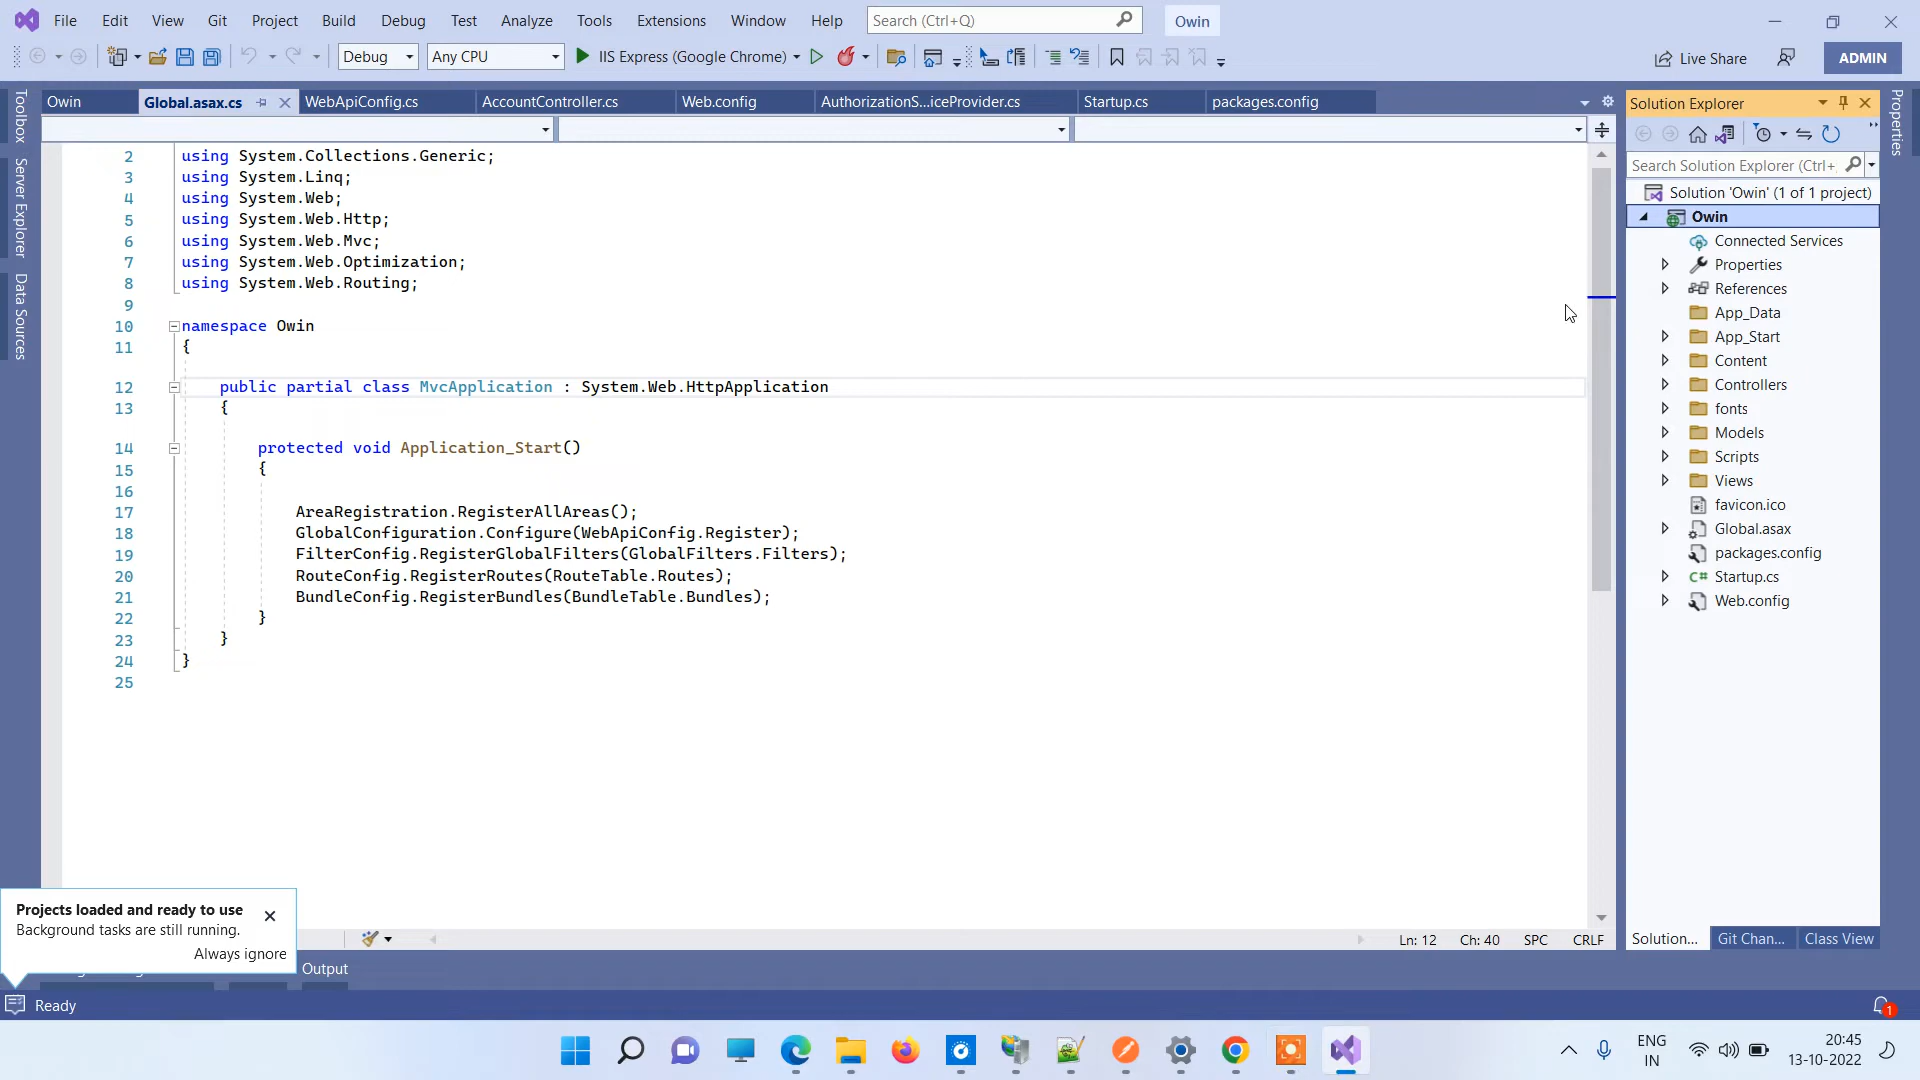 File Edit View Git Project Build Debug Test Analyze Tools Extensions Window Help Search (Ctrl+Q) Owin
Debug Any CPU IIS Express (Google Chrome) Live Share ADMIN
Owin Global.asax.cs WebApiConfig.cs AccountController.cs Web.config AuthorizationS...iceProvider.cs Startup.cs packages.config
Toolbox
Server Explorer
Data Sources
2 using System.Collections.Generic;
3 using System.Linq;
4 using System.Web;
5 using System.Web.Http;
6 using System.Web.Mvc;
7 using System.Web.Optimization;
8 using System.Web.Routing;
9
10 namespace Owin
11 {
12 public partial class MvcApplication : System.Web.HttpApplication
13 {
14 protected void Application_Start()
15 {
16
17 AreaRegistration.RegisterAllAreas();
18 GlobalConfiguration.Configure(WebApiConfig.Register);
19 FilterConfig.RegisterGlobalFilters(GlobalFilters.Filters);
20 RouteConfig.RegisterRoutes(RouteTable.Routes);
21 BundleConfig.RegisterBundles(BundleTable.Bundles);
22 }
23 }
24 }
25
Solution Explorer
Search Solution Explorer (Ctrl+,
Solution 'Owin' (1 of 1 project)
Owin
Connected Services
Properties
References
App_Data
App_Start
Content
Controllers
fonts
Models
Scripts
Views
favicon.ico
Global.asax
packages.config
Startup.cs
Web.config
Properties
Projects loaded and ready to use
Background tasks are still running.
Always ignore
Ln: 12 Ch: 40 SPC CRLF
Solution... Git Chan... Class View
Output
Ready
1
ENG
IN
20:45
13-10-2022